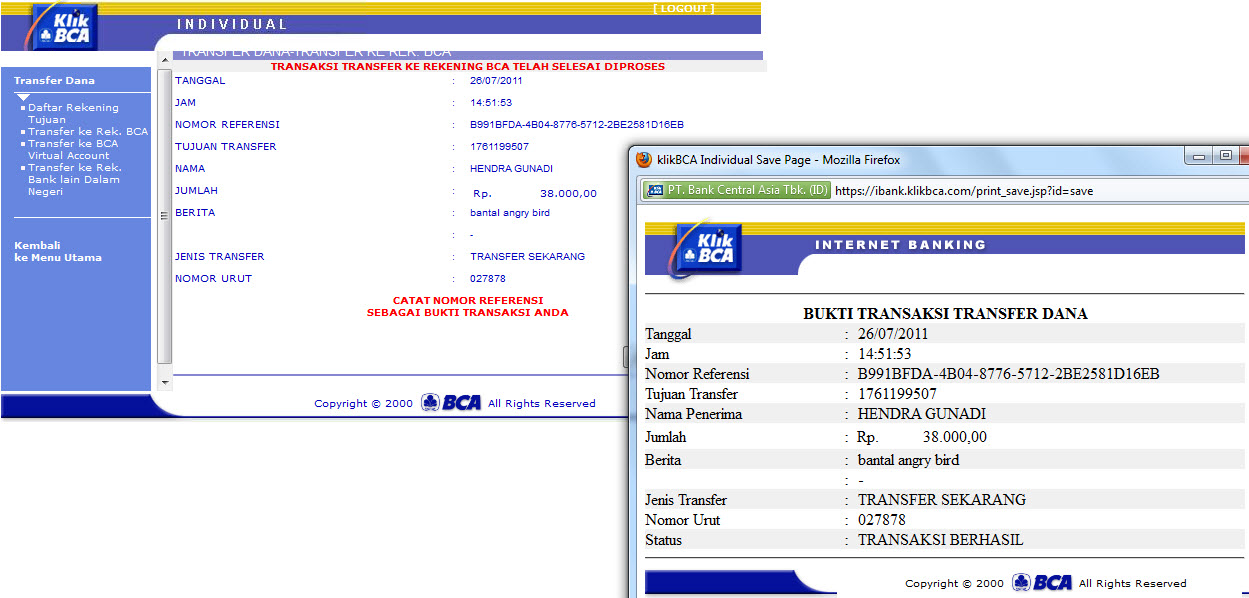 [ LOGOUT ]
Klik BCA
INDIVIDUAL
TRANSFER DANA-TRANSFER KE REK. BCA
TRANSAKSI TRANSFER KE REKENING BCA TELAH SELESAI DIPROSES
Transfer Dana
Daftar Rekening
Tujuan
Transfer ke Rek. BCA
Transfer ke BCA
Virtual Account
Transfer ke Rek.
Bank lain Dalam
Negeri
Kembali
ke Menu Utama
TANGGAL : 26/07/2011
JAM : 14:51:53
NOMOR REFERENSI : B991BFDA-4B04-8776-5712-2BE2581D16EB
TUJUAN TRANSFER : 1761199507
NAMA : HENDRA GUNADI
JUMLAH : Rp. 38.000,00
BERITA : bantal angry bird
: -
JENIS TRANSFER : TRANSFER SEKARANG
NOMOR URUT : 027878
CATAT NOMOR REFERENSI
SEBAGAI BUKTI TRANSAKSI ANDA
Copyright © 2000 BCA All Rights Reserved
klikBCA Individual Save Page - Mozilla Firefox
PT. Bank Central Asia Tbk. (ID) https://ibank.klikbca.com/print_save.jsp?id=save
Klik BCA
INTERNET BANKING
BUKTI TRANSAKSI TRANSFER DANA
Tanggal : 26/07/2011
Jam : 14:51:53
Nomor Referensi : B991BFDA-4B04-8776-5712-2BE2581D16EB
Tujuan Transfer : 1761199507
Nama Penerima : HENDRA GUNADI
Jumlah : Rp. 38.000,00
Berita : bantal angry bird
: -
Jenis Transfer : TRANSFER SEKARANG
Nomor Urut : 027878
Status : TRANSAKSI BERHASIL
Copyright © 2000 BCA All Rights Reserved